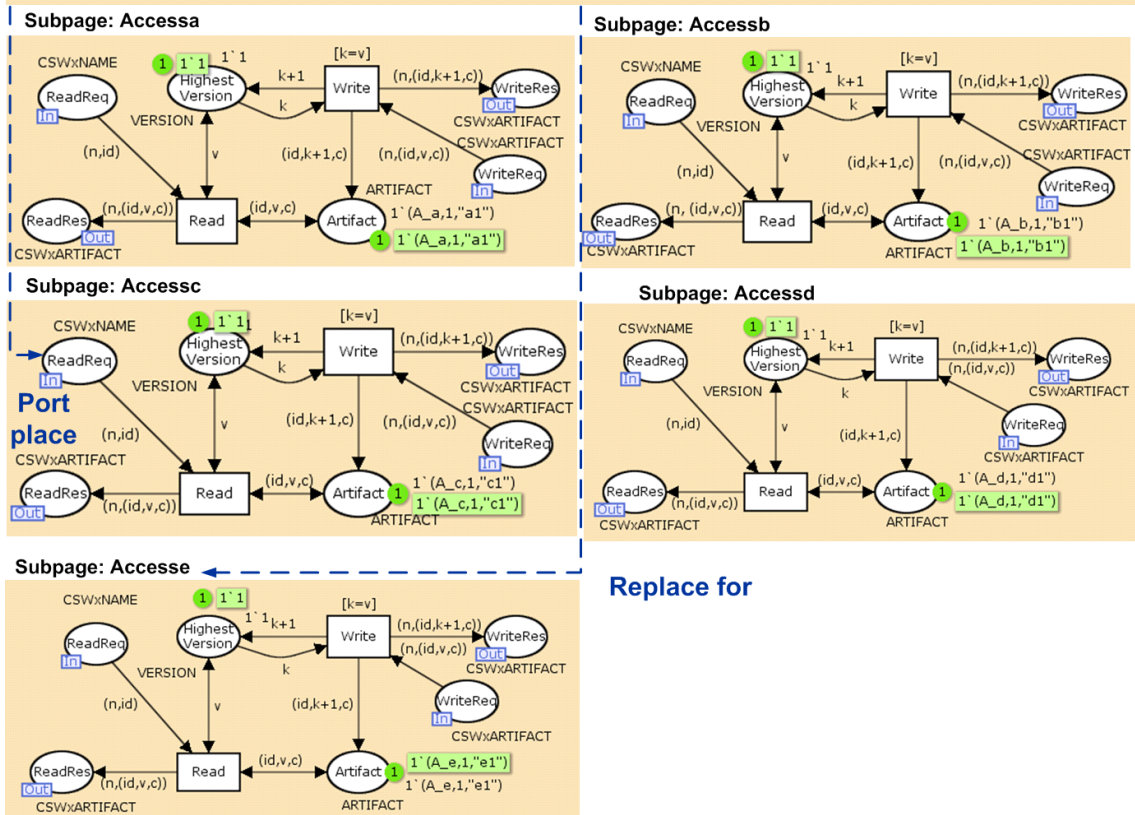 Subpage: Accessa
CSWxNAME
1 1`1 1`1
[k=v]
ReadReq
In
Highest
Version
k+1
k
Write
(n,(id,k+1,c))
WriteRes
Out
CSWxARTIFACT
VERSION
CSWxARTIFACT
(n,id)
v
(id,k+1,c)
(n,(id,v,c))
WriteReq
In
ARTIFACT
ReadRes
Out
(n,(id,v,c))
Read
(id,v,c)
Artifact
1`(A_a,1,"a1")
1 1`(A_a,1,"a1")
CSWxARTIFACT
Subpage: Accessb
CSWxNAME
1 1`1 1`1
[k=v]
ReadReq
In
Highest
Version
k+1
k
Write
(n,(id,k+1,c))
WriteRes
Out
CSWxARTIFACT
VERSION
CSWxARTIFACT
(n,id)
v
(id,k+1,c)
(n,(id,v,c))
WriteReq
In
ReadRes
Out
(n, (id,v,c))
Read
(id,v,c)
Artifact
1 1`(A_b,1,"b1")
1`(A_b,1,"b1")
CSWxARTIFACT
ARTIFACT
Subpage: Accessc
CSWxNAME
1 1`1 1
[k=v]
ReadReq
In
Highest
Version
k+1
k
Write
(n,(id,k+1,c))
WriteRes
Out
CSWxARTIFACT
VERSION
CSWxARTIFACT
Port
place
(n,id)
v
(id,k+1,c)
(n,(id,v,c))
WriteReq
In
CSWxARTIFACT
ReadRes
Out
(n,(id,v,c))
Read
(id,v,c)
Artifact
1 1`(A_c,1,"c1")
1`(A_c,1,"c1")
ARTIFACT
Subpage: Accessd
CSWxNAME
1 1`1 1`1
[k=v]
ReadReq
In
Highest
Version
k+1
k
Write
(n,(id,k+1,c))
(n,(id,v,c))
WriteRes
Out
CSWxARTIFACT
VERSION
(n,id)
v
(id,k+1,c)
WriteReq
In
CSWxARTIFACT
ReadRes
Out
(n,(id,v,c))
Read
(id,v,c)
Artifact
1 1`(A_d,1,"d1")
1`(A_d,1,"d1")
CSWxARTIFACT
ARTIFACT
Subpage: Accesse
CSWxNAME
1 1`1
1`1
[k=v]
ReadReq
In
Highest
Version
k+1
k
Write
(n,(id,k+1,c))
(n,(id,v,c))
WriteRes
Out
CSWxARTIFACT
VERSION
(n,id)
v
(id,k+1,c)
WriteReq
In
CSWxARTIFACT
ReadRes
Out
(n,(id,v,c))
Read
(id,v,c)
Artifact
1 1`(A_e,1,"e1")
1`(A_e,1,"e1")
CSWxARTIFACT
ARTIFACT
Replace for